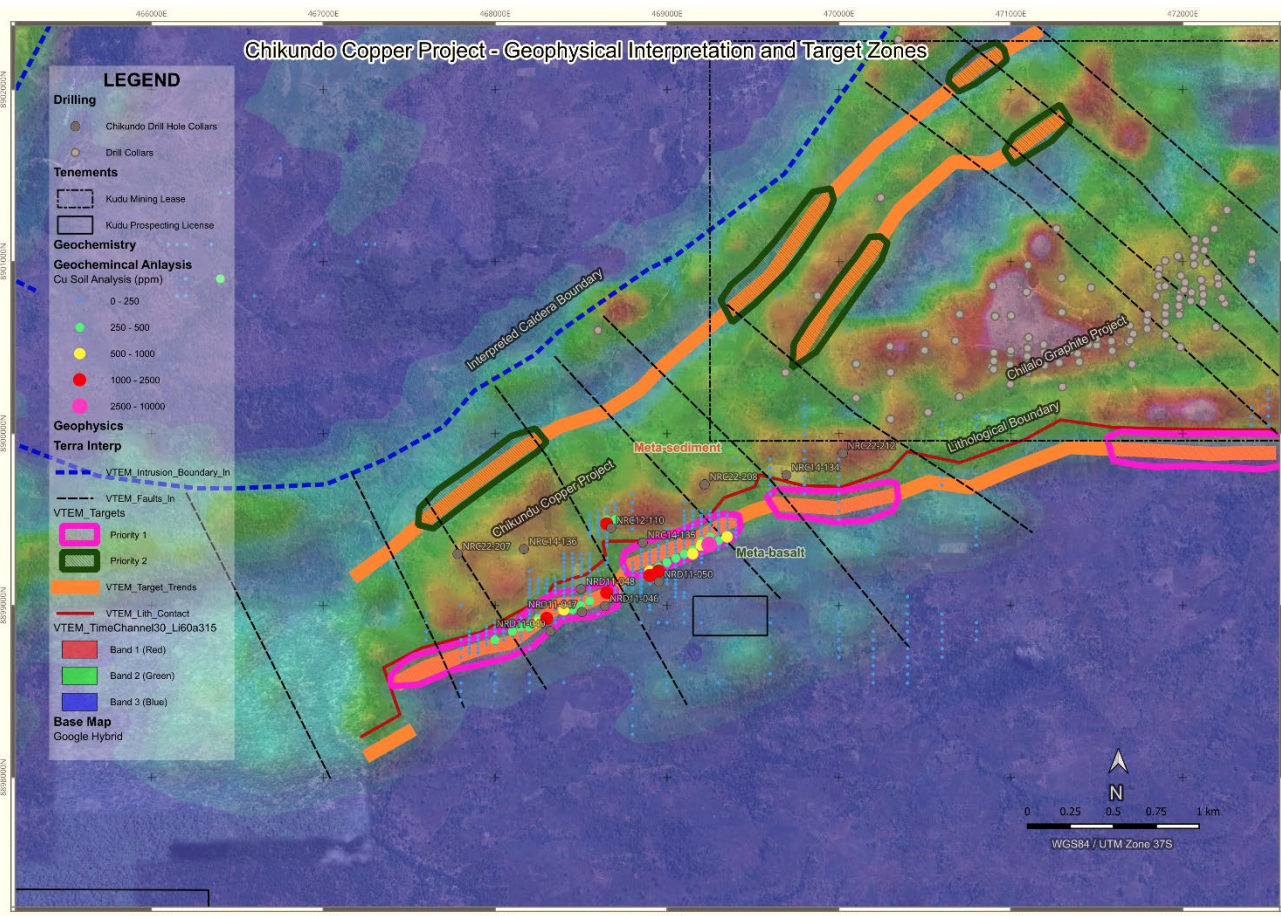 466000E
467000E
468000E
469000E
470000E
471000E
472000E
Chikundo Copper Project - Geophysical Interpretation and Target Zones
8902000N
8901000N
8900000N
8899000N
8898000N
LEGEND
Drilling
Chikundo Drill Hole Collars
Drill Collars
Tenements
Kudu Mining Lease
Kudu Prospecting License
Geochemistry
Geochemincal Anlaysis
Cu Soil Analysis (ppm)
0 - 250
250 - 500
500 - 1000
1000 - 2500
2500 - 10000
Geophysics
Terra Interp
VTEM_Intrusion_Boundary_In
VTEM_Faults_In
VTEM_Targets
Priority 1
Priority 2
VTEM_Target_Trends
VTEM_Lith_Contact
VTEM_TimeChannel30_Li60a315
Band 1 (Red)
Band 2 (Green)
Band 3 (Blue)
Base Map
Google Hybrid
Interpreted Caldera Boundary
Chilalo Graphite Project
Lithological Boundary
Meta-sediment
Chikundu Copper Project
Meta-basalt
NRC22-212
NRC14-134
NRC22-208
NRC12-110
NRC14-135
NRC14-136
NRC22-207
NRD11-050
NRD11-048
NRD11-046
NRD11-047
NRD11-049
N
0 0.25 0.5 0.75 1 km
WGS84 / UTM Zone 37S